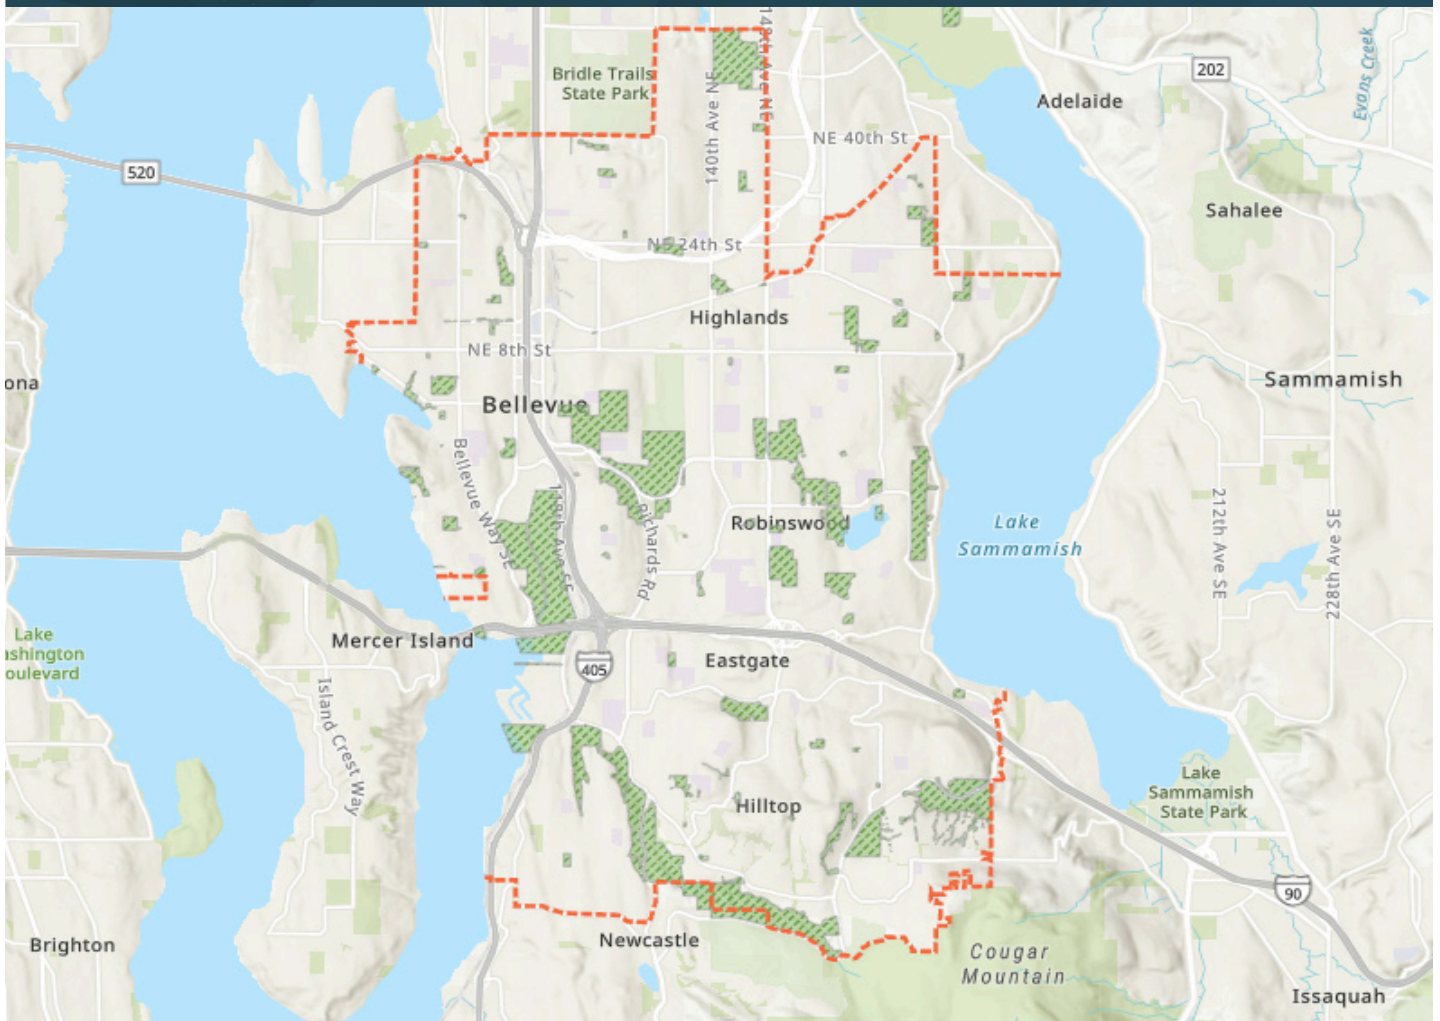 148th Ave NE
202
Evans Creek
Bridle Trails
State Park
140th Ave NE
Adelaide
NE 40th St
520
Sahalee
NE 24th St
Highlands
NE 8th St
ona
Sammamish
Bellevue
Bellevue Way SE
118th Ave SE
Richards Rd
Robinswood
Lake
Sammamish
212th Ave SE
228th Ave SE
Lake
ashington
oulevard
Mercer Island
405
Eastgate
Island Crest Way
Lake
Sammamish
State Park
Hilltop
90
Brighton
Newcastle
Cougar
Mountain
Issaquah